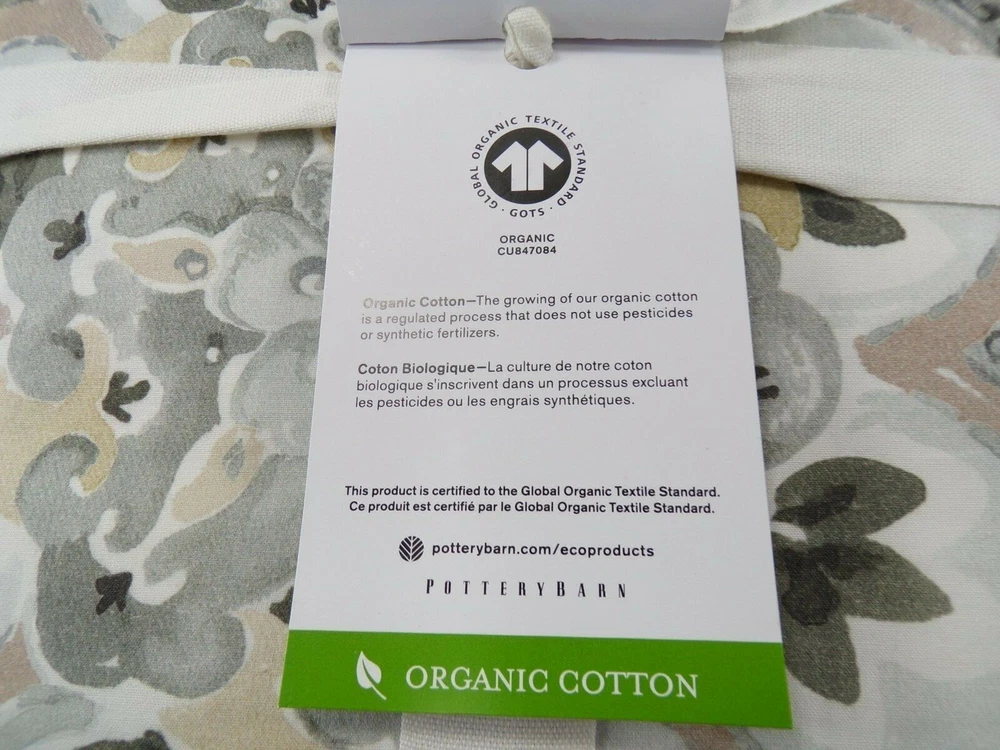 GLOBAL ORGANIC TEXTILE STANDARD · GOTS ·
ORGANIC
CU847084
Organic Cotton—The growing of our organic cotton
is a regulated process that does not use pesticides
or synthetic fertilizers.
Coton Biologique—La culture de notre coton
biologique s'inscrivent dans un processus excluant
les pesticides ou les engrais synthétiques.
This product is certified to the Global Organic Textile Standard.
Ce produit est certifié par le Global Organic Textile Standard.
potterybarn.com/ecoproducts
POTTERYBARN
ORGANIC COTTON